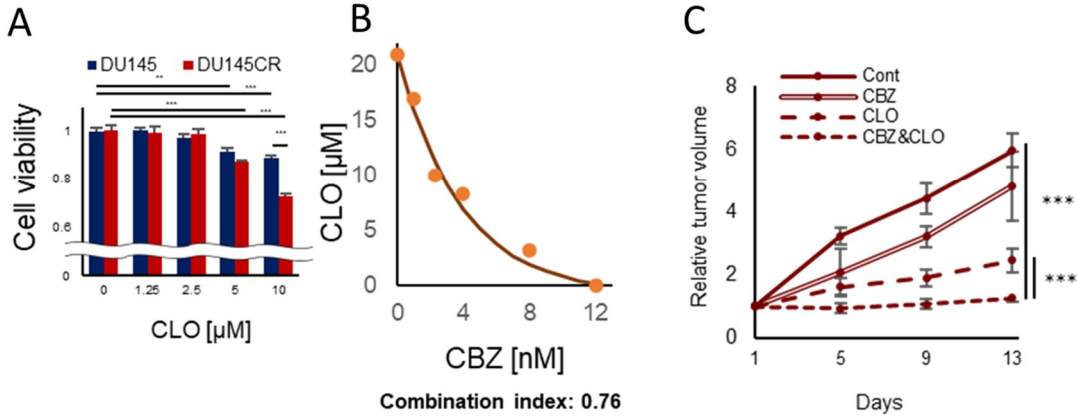 A
DU145 DU145CR
**
***
*** ***
***
Cell viability
1
0.8
0.6
0
0 1.25 2.5 5 10
CLO [µM]
B
CLO [µM]
20
15
10
5
0
0 4 8 12
CBZ [nM]
Combination index: 0.76
C
Cont
CBZ
CLO
CBZ&CLO
Relative tumor volume
8
6
4
2
0
***
***
1 5 9 13
Days